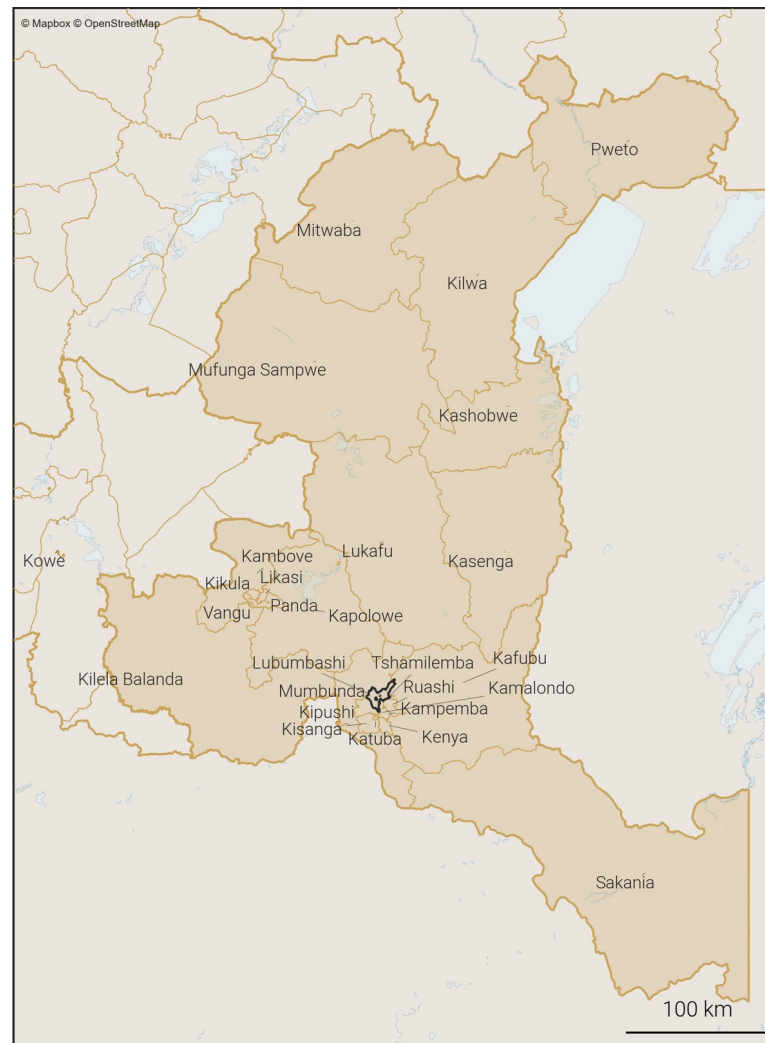 © Mapbox © OpenStreetMap
Pweto
Mitwaba
Kilwa
Mufunga Sampwe
Kashobwe
Kambove
Lukafu
Kowe
Likasi
Kasenga
Kikula
Vangu
Panda
Kapolowe
Lubumbashi
Tshamilemba
Kafubu
Kilela Balanda
Mumbunda
Ruashi
Kamalondo
Kipushi
Kampemba
Kisanga
Katuba
Kenya
Sakania
100 km